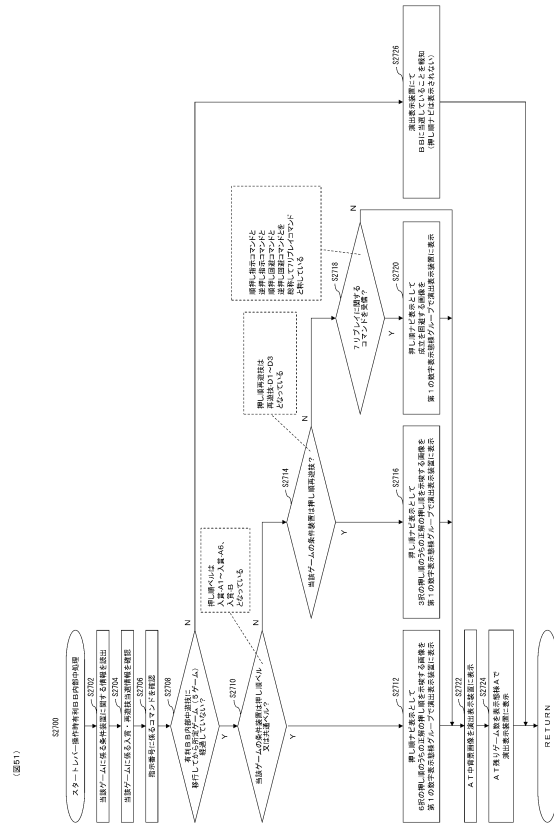 (図51)
S2700
スタートレバー操作時有利BB内部中処理
S2702
当該ゲームに係る条件装置に関する情報を読出
S2704
当該ゲームに係る入賞・再遊技当選情報を確認
S2706
指示番号に係るコマンドを確認
S2708
有利BB内部中遊技に
移行してから所定ゲーム(5ゲーム)
経過していない?
N
Y
押し順ベルは
入賞-A1～入賞-A6、
入賞-B
となっている
S2710
当該ゲームの条件装置は押し順ベル
又は共通ベル?
N
Y
S2712
押し順ナビ表示として
6択の押し順のうちの正解の押し順を示唆する画像を
第1の数字表示態様グループで演出表示装置に表示
押し順再遊技は
再遊技-D1～D3
となっている
S2714
当該ゲームの条件装置は押し順再遊技?
N
Y
S2716
押し順ナビ表示として
3択の押し順のうちの正解の押し順を示唆する画像を
第1の数字表示態様グループで演出表示装置に表示
順押し指示コマンドと
逆押し指示コマンドと
順押し回避コマンドと
逆押し回避コマンドとを
総称して7リプレイコマンド
と称している
S2718
7リプレイに関する
コマンドを受信?
N
Y
S2720
押し順ナビ表示として
成立を回避する画像を
第1の数字表示態様グループで演出表示装置に表示
S2722
AT中背景画像を演出表示装置に表示
S2724
AT残りゲーム数を表示態様Aで
演出表示装置に表示
S2726
演出表示装置にて
BBに当選していることを報知
(押し順ナビは表示されない)
RETURN